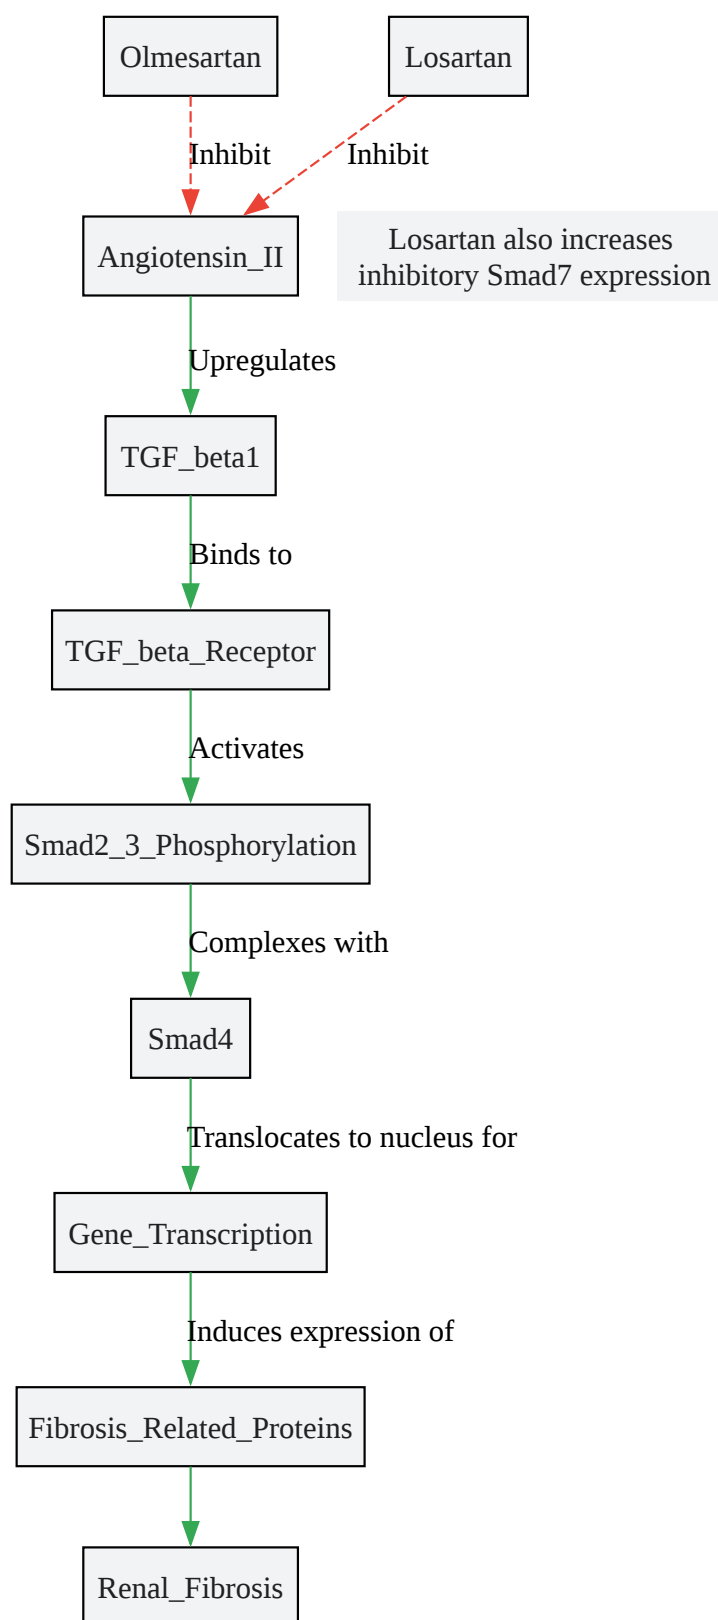 Olmesartan
Losartan
Inhibit
Inhibit
Angiotensin_II
Losartan also increases
inhibitory Smad7 expression
Upregulates
TGF_beta1
Binds to
TGF_beta_Receptor
Activates
Smad2_3_Phosphorylation
Complexes with
Smad4
Translocates to nucleus for
Gene_Transcription
Induces expression of
Fibrosis_Related_Proteins
Renal_Fibrosis